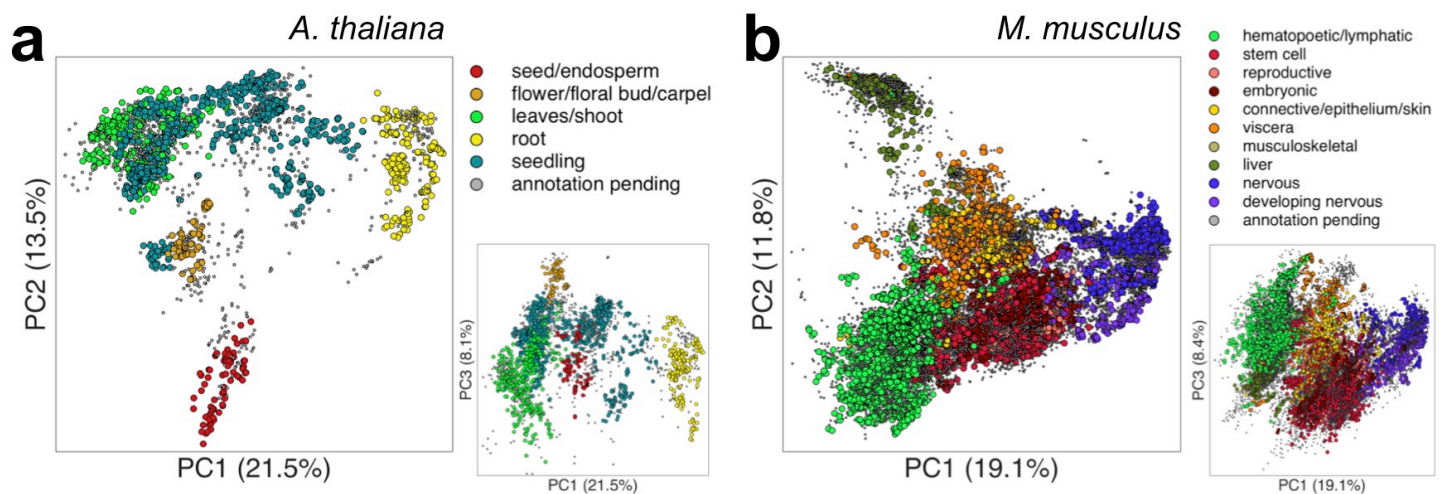 a
A. thaliana
PC2 (13.5%)
PC1 (21.5%)
seed/endosperm
flower/floral bud/carpel
leaves/shoot
root
seedling
annotation pending
PC3 (8.1%)
PC1 (21.5%)
b
M. musculus
PC2 (11.8%)
PC1 (19.1%)
hematopoetic/lymphatic
stem cell
reproductive
embryonic
connective/epithelium/skin
viscera
musculoskeletal
liver
nervous
developing nervous
annotation pending
PC3 (8.4%)
PC1 (19.1%)